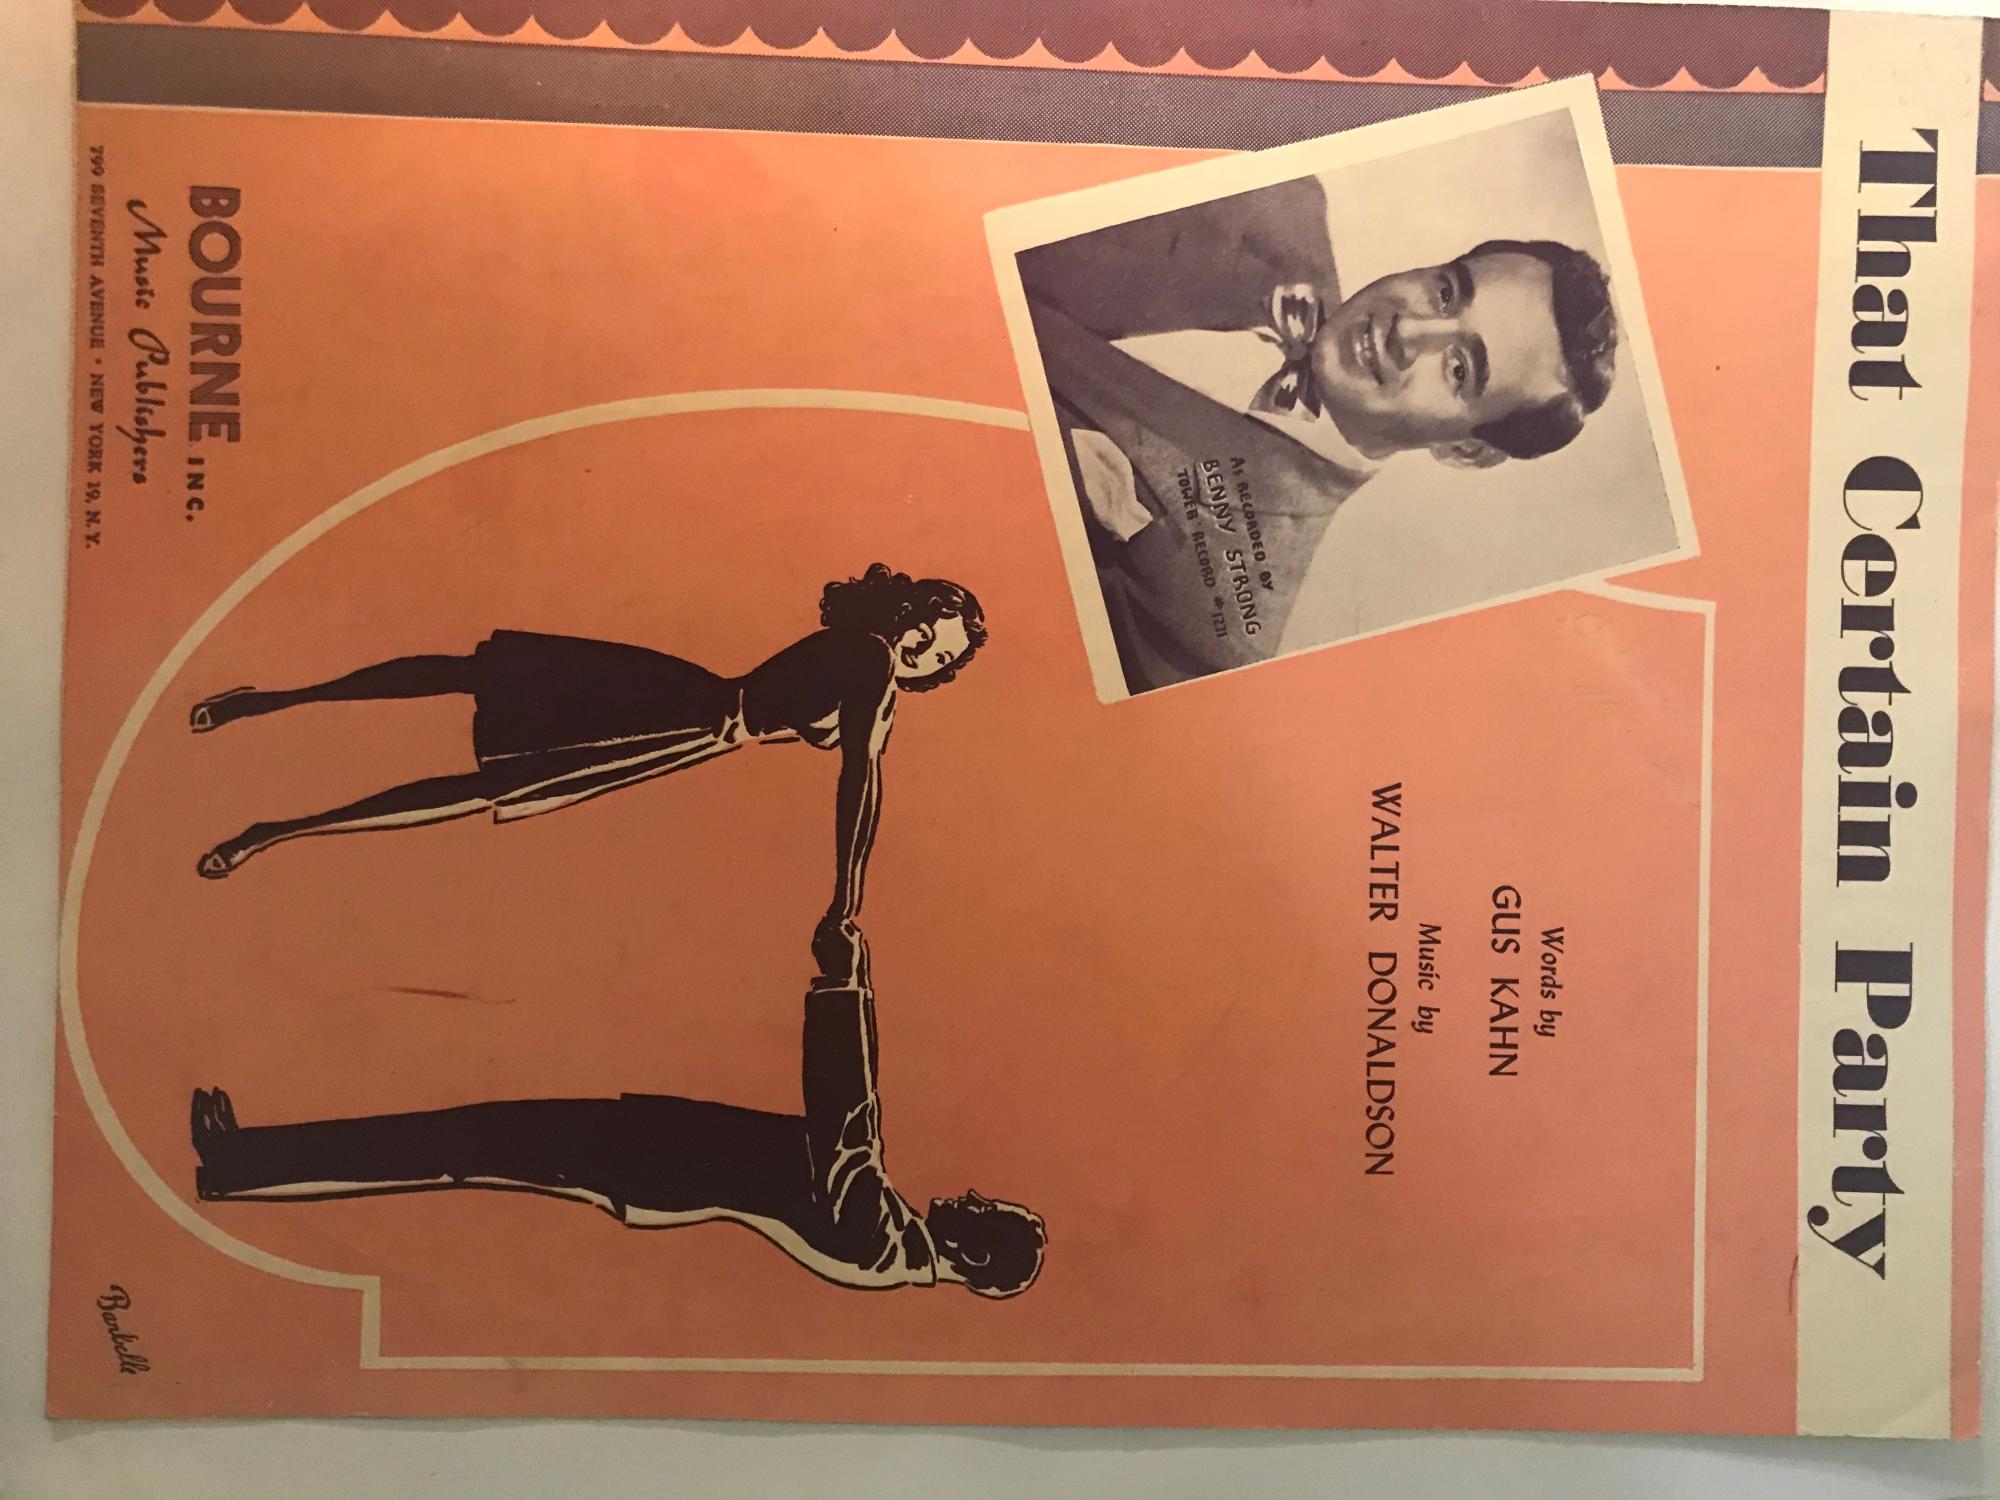 That Certain Party
Words by
GUS KAHN
Music by
WALTER DONALDSON
AS RECORDED BY
BENNY STRONG
TOWER RECORD #1271
BOURNE INC.
Music Publishers
799 SEVENTH AVENUE • NEW YORK 19, N. Y.
Barbelle